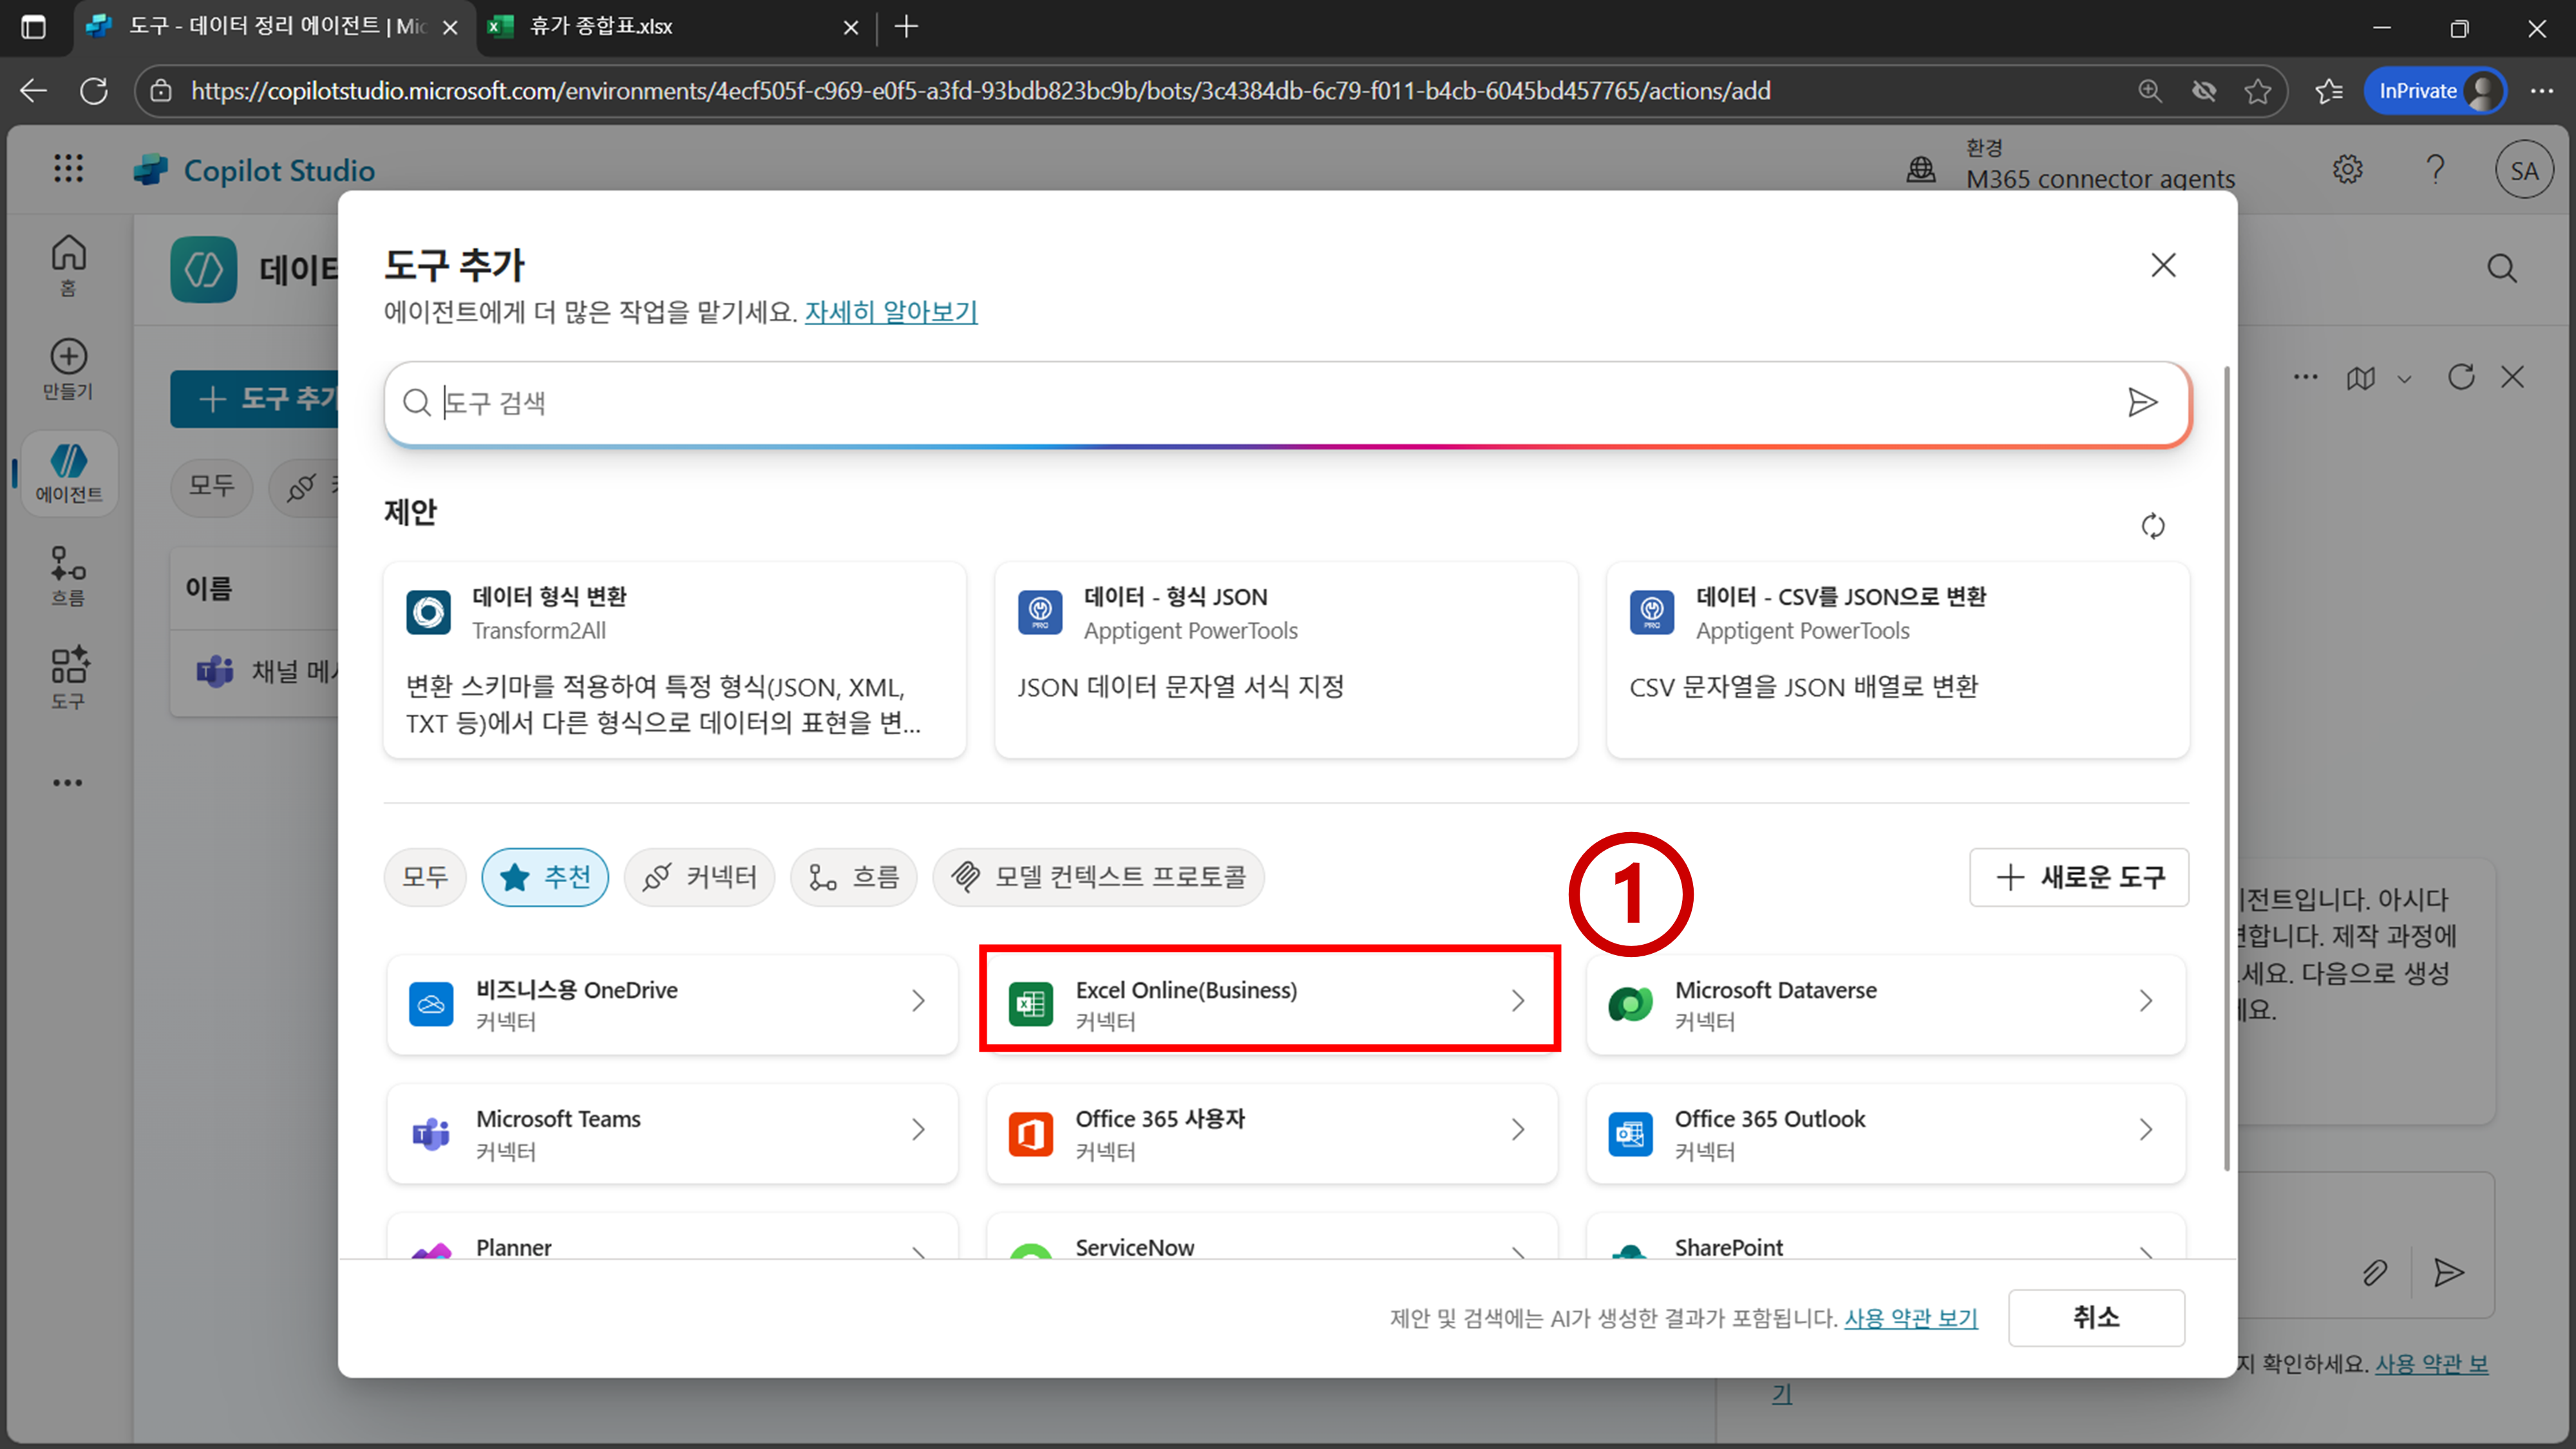 도구 - 데이터 정리 에이전트 | Mic
휴가 종합표.xlsx
https://copilotstudio.microsoft.com/environments/4ecf505f-c969-e0f5-a3fd-93bdb823bc9b/bots/3c4384db-6c79-f011-b4cb-6045bd457765/actions/add
InPrivate
Copilot Studio
환경
M365 connector agents
SA
홈
만들기
에이전트
흐름
도구
데이터
도구 추가
모두
이름
채널 메시
도구 추가
에이전트에게 더 많은 작업을 맡기세요. 자세히 알아보기
도구 검색
제안
데이터 형식 변환
Transform2All
변환 스키마를 적용하여 특정 형식(JSON, XML,
TXT 등)에서 다른 형식으로 데이터의 표현을 변...
데이터 - 형식 JSON
Apptigent PowerTools
JSON 데이터 문자열 서식 지정
데이터 - CSV를 JSON으로 변환
Apptigent PowerTools
CSV 문자열을 JSON 배열로 변환
모두
추천
커넥터
흐름
모델 컨텍스트 프로토콜
1
새로운 도구
비즈니스용 OneDrive
커넥터
Excel Online(Business)
커넥터
Microsoft Dataverse
커넥터
Microsoft Teams
커넥터
Office 365 사용자
커넥터
Office 365 Outlook
커넥터
Planner
ServiceNow
SharePoint
제안 및 검색에는 AI가 생성한 결과가 포함됩니다. 사용 약관 보기
취소
이전트입니다. 아시다
변합니다. 제작 과정에
세요. 다음으로 생성
지 확인하세요. 사용 약관 보
기